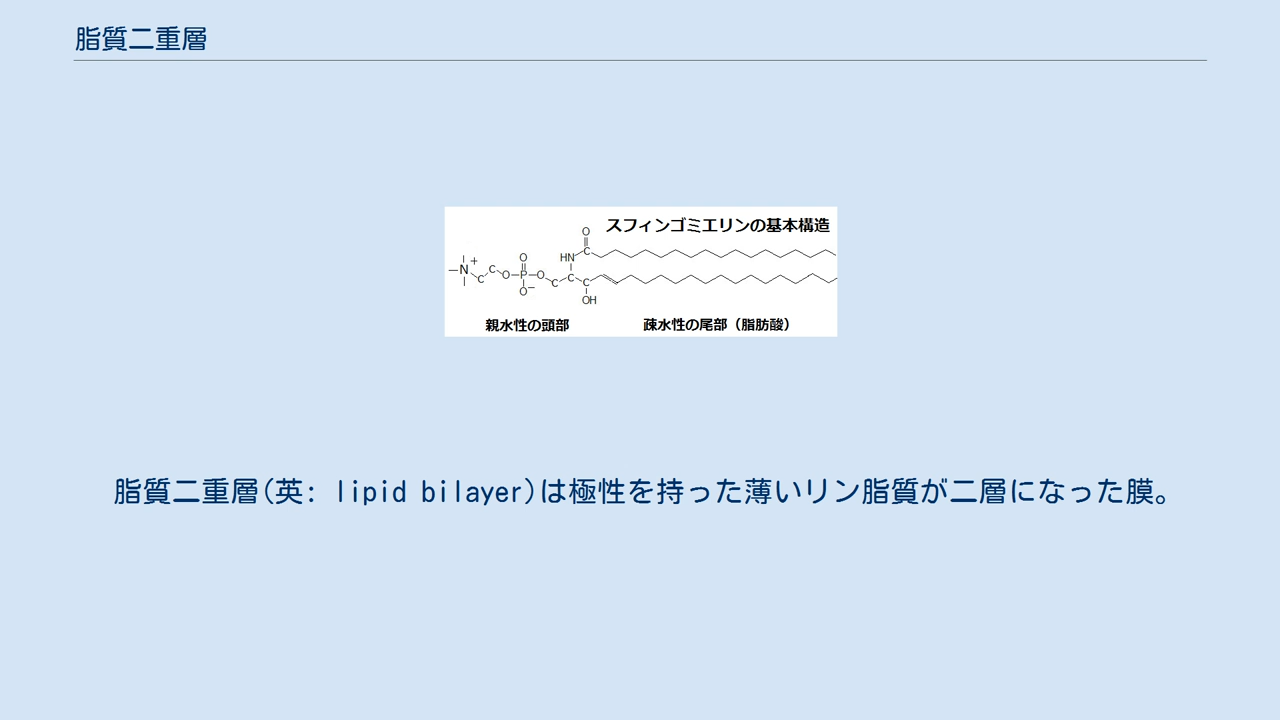 脂質二重層
スフィンゴミエリンの基本構造
O
C
HN
N +
C
C
O
O
P
O
O−
C
C
C
OH
親水性の頭部
疎水性の尾部（脂肪酸）
脂質二重層(英: lipid bilayer)は極性を持った薄いリン脂質が二層になった膜。